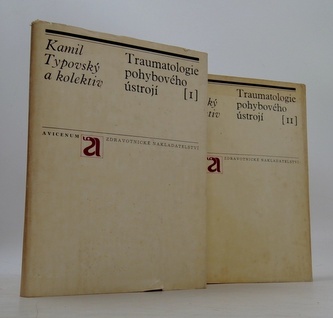 Kamil
Typovský
a kolektiv
Traumatologie
pohybového
ústrojí [I]
AVICENUM
ZDRAVOTNICKÉ NAKLADATELSTVÍ
Traumatologie
pohybového
ústrojí [II]
ZDRAVOTNICKÉ NAKLADATELSTVÍ